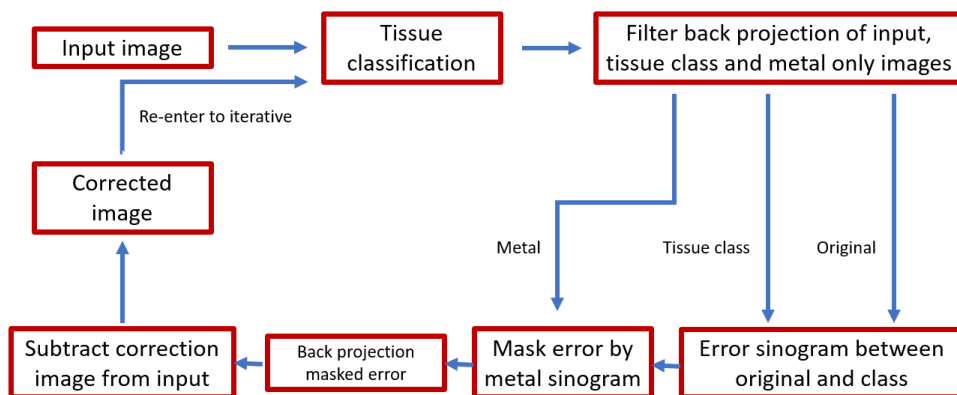 Input image
Tissue
classification
Filter back projection of input,
tissue class and metal only images
Re-enter to iterative
Corrected
image
Metal
Tissue class
Original
Subtract correction
image from input
Back projection
masked error
Mask error by
metal sinogram
Error sinogram between
original and class